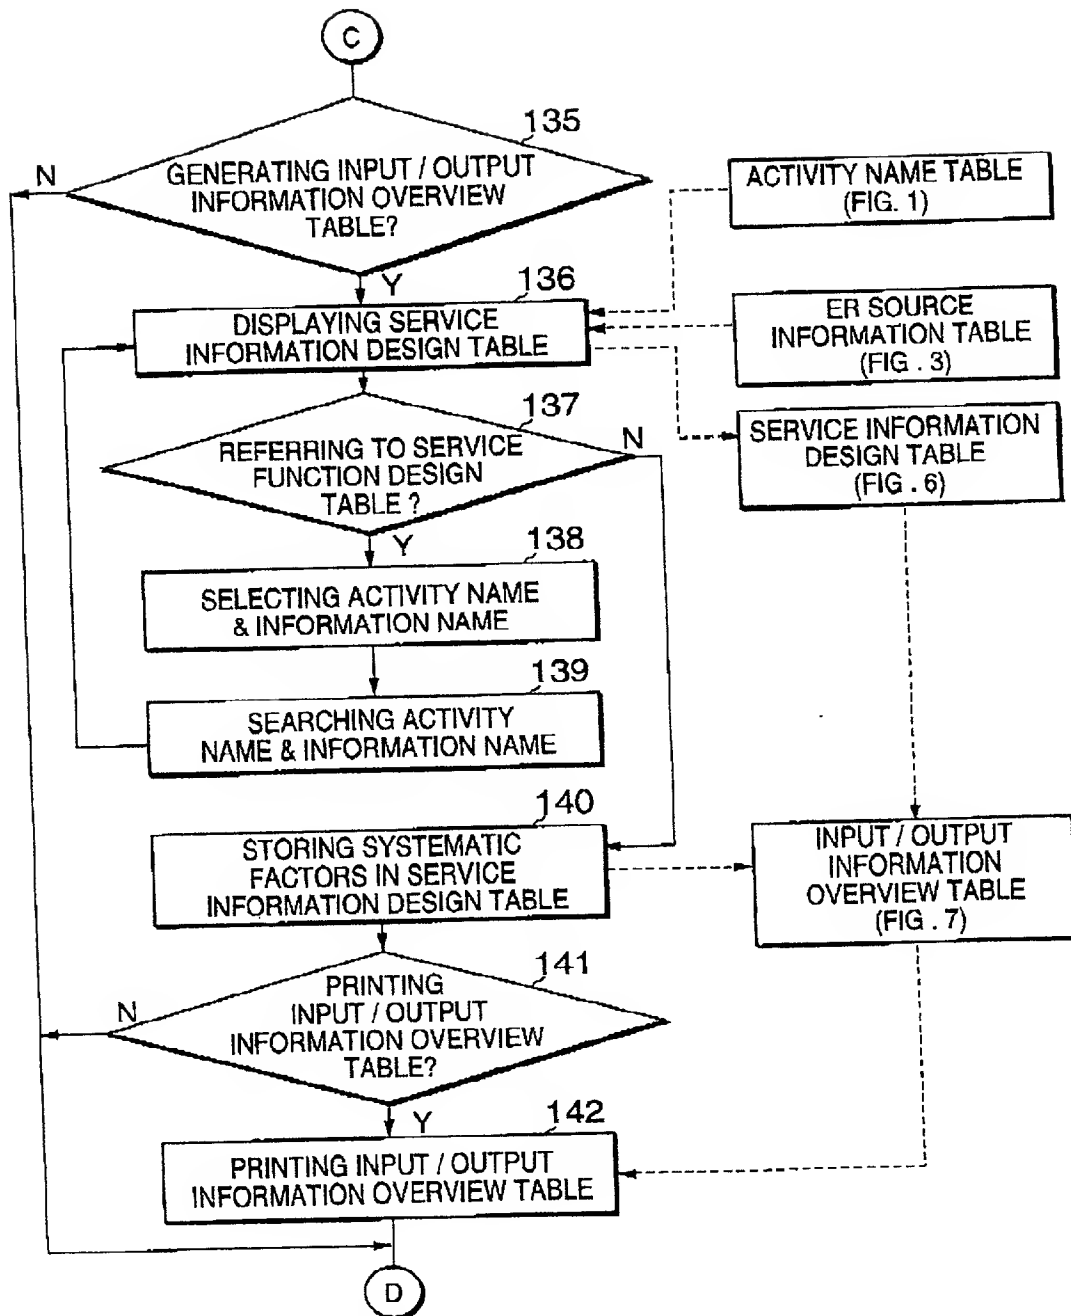 C
135
GENERATING INPUT / OUTPUT
INFORMATION OVERVIEW
TABLE?
N
Y
ACTIVITY NAME TABLE
(FIG. 1)
136
DISPLAYING SERVICE
INFORMATION DESIGN TABLE
ER SOURCE
INFORMATION TABLE
(FIG . 3)
137
REFERRING TO SERVICE
FUNCTION DESIGN
TABLE ?
N
Y
SERVICE INFORMATION
DESIGN TABLE
(FIG . 6)
138
SELECTING ACTIVITY NAME
& INFORMATION NAME
139
SEARCHING ACTIVITY
NAME & INFORMATION NAME
140
STORING SYSTEMATIC
FACTORS IN SERVICE
INFORMATION DESIGN TABLE
INPUT / OUTPUT
INFORMATION
OVERVIEW TABLE
(FIG . 7)
141
PRINTING
INPUT / OUTPUT
INFORMATION OVERVIEW
TABLE?
N
Y
142
PRINTING INPUT / OUTPUT
INFORMATION OVERVIEW TABLE
D